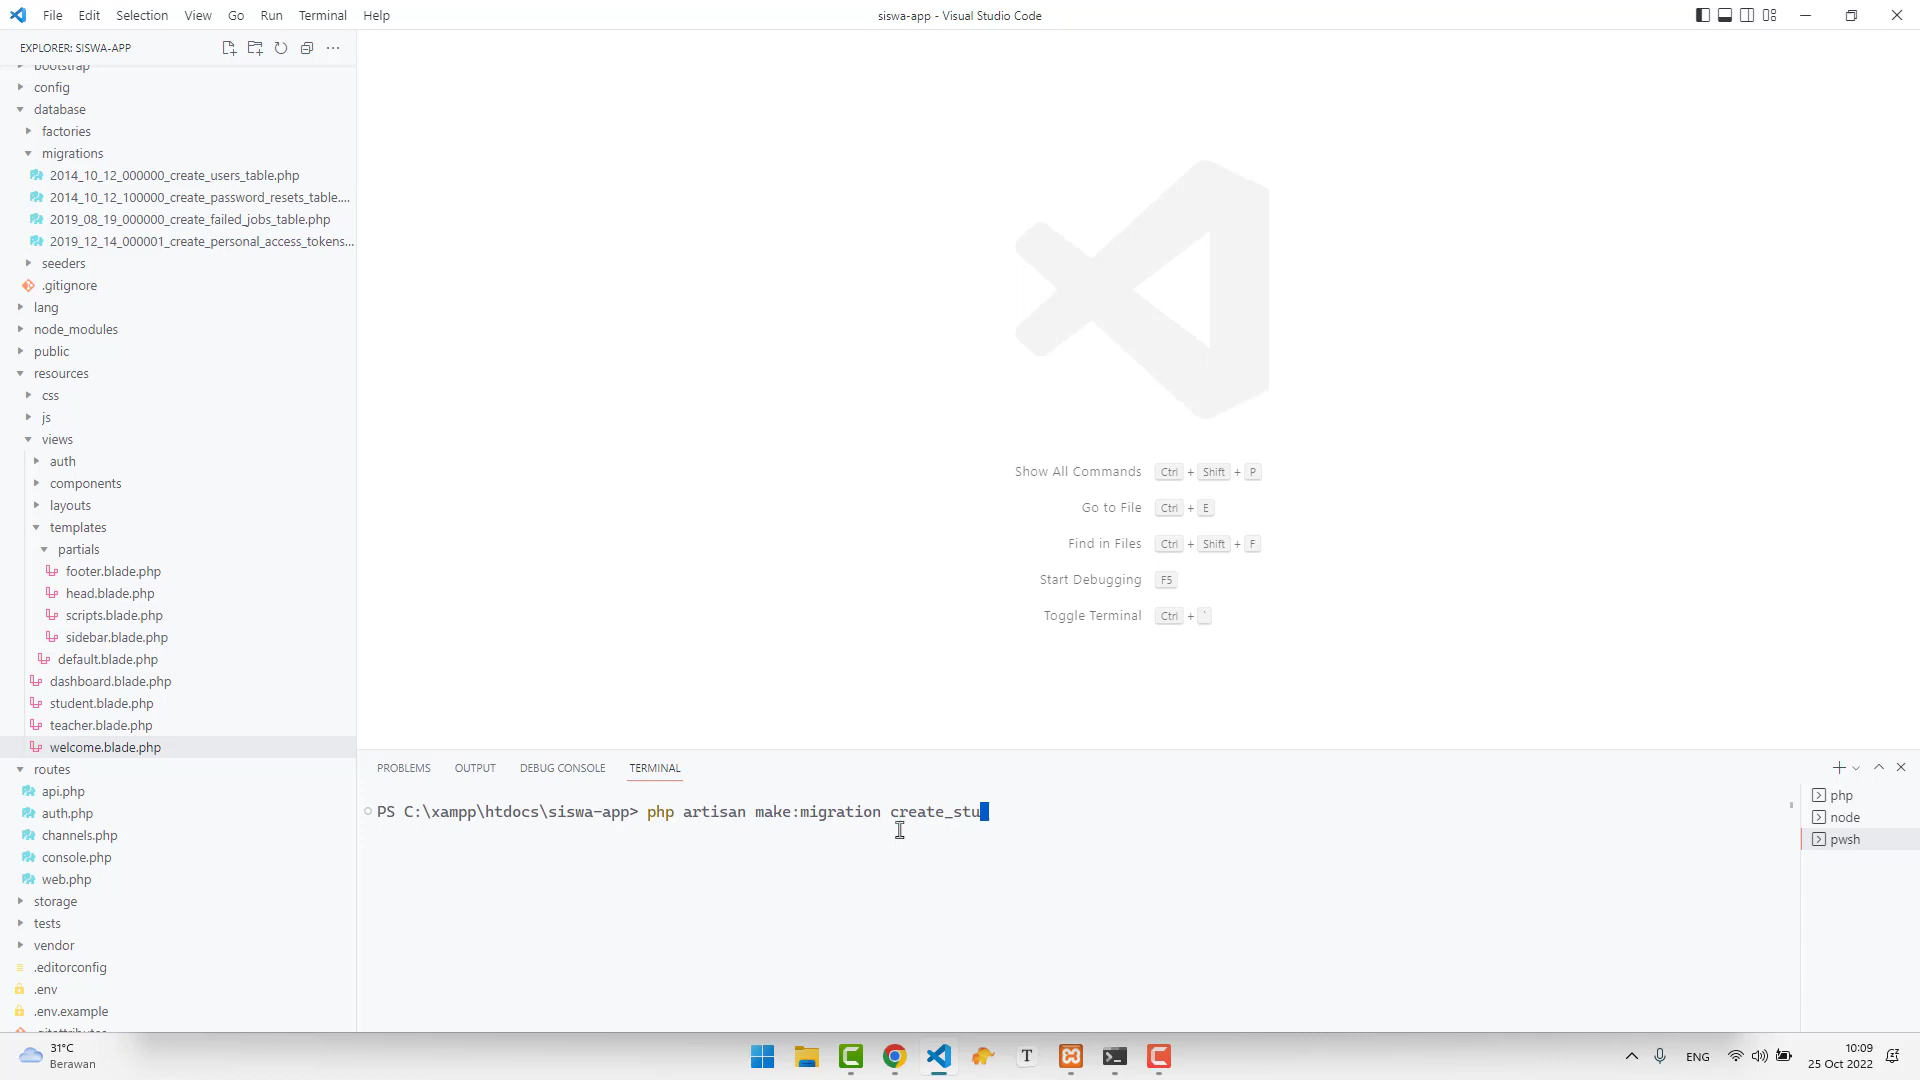 File Edit Selection View Go Run Terminal Help
siswa-app - Visual Studio Code
EXPLORER: SISWA-APP
bootstrap
config
database
factories
migrations
2014_10_12_000000_create_users_table.php
2014_10_12_100000_create_password_resets_table....
2019_08_19_000000_create_failed_jobs_table.php
2019_12_14_000001_create_personal_access_tokens...
seeders
.gitignore
lang
node_modules
public
resources
css
js
views
auth
components
layouts
templates
partials
footer.blade.php
head.blade.php
scripts.blade.php
sidebar.blade.php
default.blade.php
dashboard.blade.php
student.blade.php
teacher.blade.php
welcome.blade.php
routes
api.php
auth.php
channels.php
console.php
web.php
storage
tests
vendor
.editorconfig
.env
.env.example
.gitattributes
Show All Commands Ctrl + Shift + P
Go to File Ctrl + E
Find in Files Ctrl + Shift + F
Start Debugging F5
Toggle Terminal Ctrl + `
PROBLEMS OUTPUT DEBUG CONSOLE TERMINAL
PS C:\xampp\htdocs\siswa-app> php artisan make:migration create_stu
php
node
pwsh
31°C
Berawan
T
ENG
10:09
25 Oct 2022